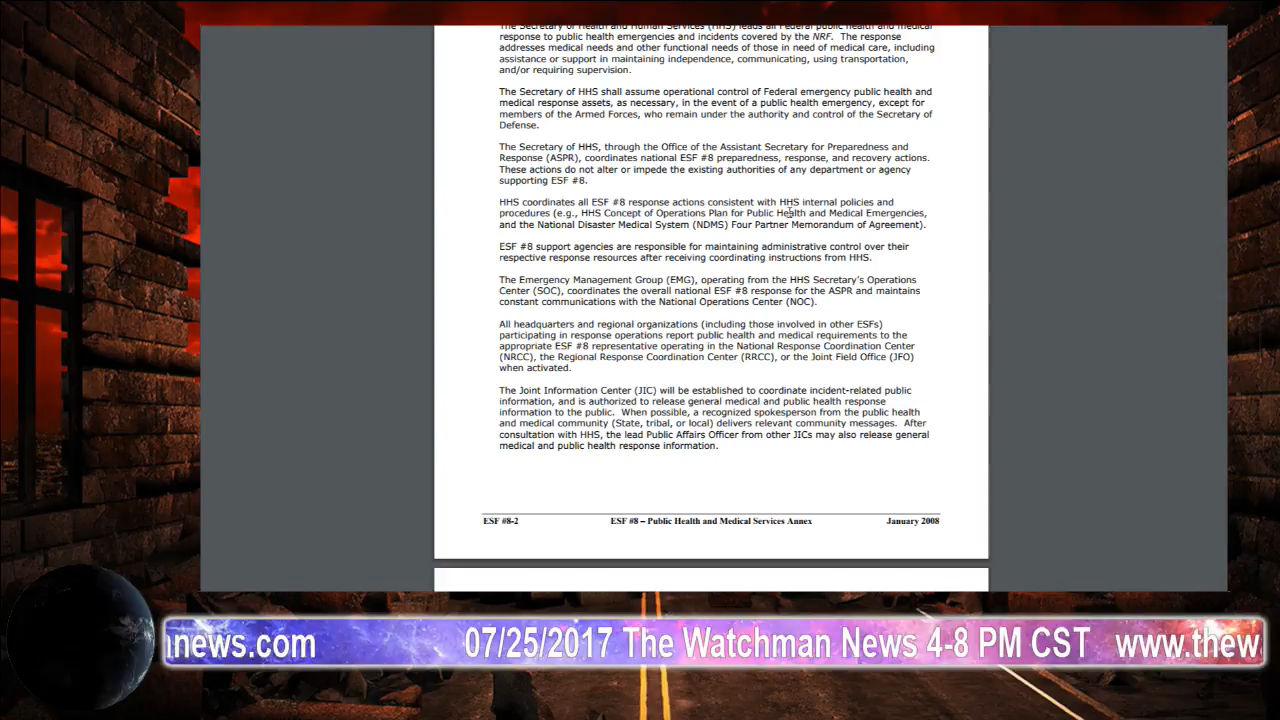 The Secretary of Health and Human Services (HHS) leads all Federal public health and medical
response to public health emergencies and incidents covered by the NRF. The response
addresses medical needs and other functional needs of those in need of medical care, including
assistance or support in maintaining independence, communicating, using transportation,
and/or requiring supervision.
The Secretary of HHS shall assume operational control of Federal emergency public health and
medical response assets, as necessary, in the event of a public health emergency, except for
members of the Armed Forces, who remain under the authority and control of the Secretary of
Defense.
The Secretary of HHS, through the Office of the Assistant Secretary for Preparedness and
Response (ASPR), coordinates national ESF #8 preparedness, response, and recovery actions.
These actions do not alter or impede the existing authorities of any department or agency
supporting ESF #8.
HHS coordinates all ESF #8 response actions consistent with HHS internal policies and
procedures (e.g., HHS Concept of Operations Plan for Public Health and Medical Emergencies,
and the National Disaster Medical System (NDMS) Four Partner Memorandum of Agreement).
ESF #8 support agencies are responsible for maintaining administrative control over their
respective response resources after receiving coordinating instructions from HHS.
The Emergency Management Group (EMG), operating from the HHS Secretary's Operations
Center (SOC), coordinates the overall national ESF #8 response for the ASPR and maintains
constant communications with the National Operations Center (NOC).
All headquarters and regional organizations (including those involved in other ESFs)
participating in response operations report public health and medical requirements to the
appropriate ESF #8 representative operating in the National Response Coordination Center
(NRCC), the Regional Response Coordination Center (RRCC), or the Joint Field Office (JFO)
when activated.
The Joint Information Center (JIC) will be established to coordinate incident-related public
information, and is authorized to release general medical and public health response
information to the public. When possible, a recognized spokesperson from the public health
and medical community (State, tribal, or local) delivers relevant community messages. After
consultation with HHS, the lead Public Affairs Officer from other JICs may also release general
medical and public health response information.
ESF #8-2 ESF #8 – Public Health and Medical Services Annex January 2008
news.com 07/25/2017 The Watchman News 4-8 PM CST www.thew